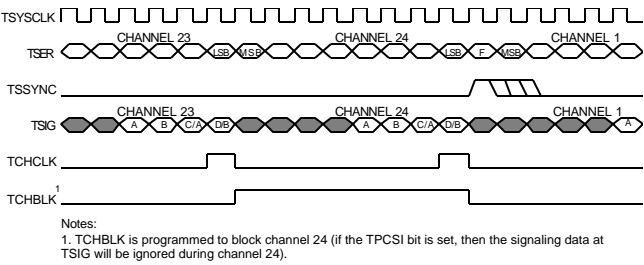 TSYSCLK
CHANNEL 23 CHANNEL 24 CHANNEL 1
TSER LSB MSB LSB F MSB
TSSYNC
CHANNEL 23 CHANNEL 24 CHANNEL 1
TSIG A B C/A D/B A B C/A D/B A
TCHCLK
TCHBLK 1
Notes:
1. TCHBLK is programmed to block channel 24 (if the TPCSI bit is set, then the signaling data at
TSIG will be ignored during channel 24).